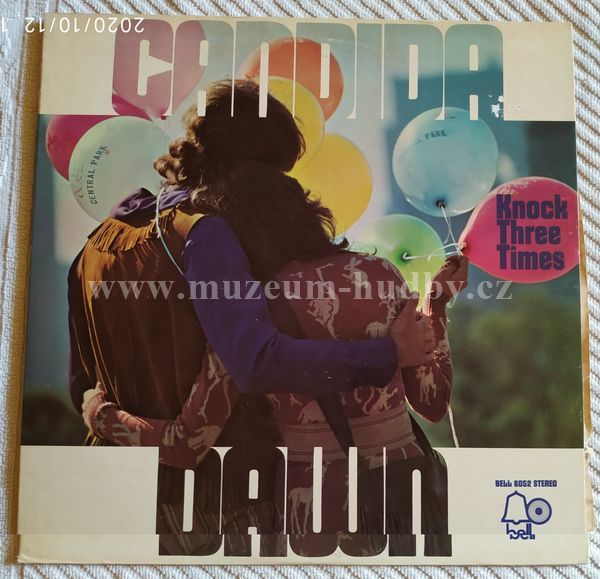 2020/10/12 1
CANDIDA
CENTRAL PARK
CENTRAL PARK
Knock
Three
Times
www.muzeum-hudby.cz
DAWN
BELL 6052 STEREO
bell